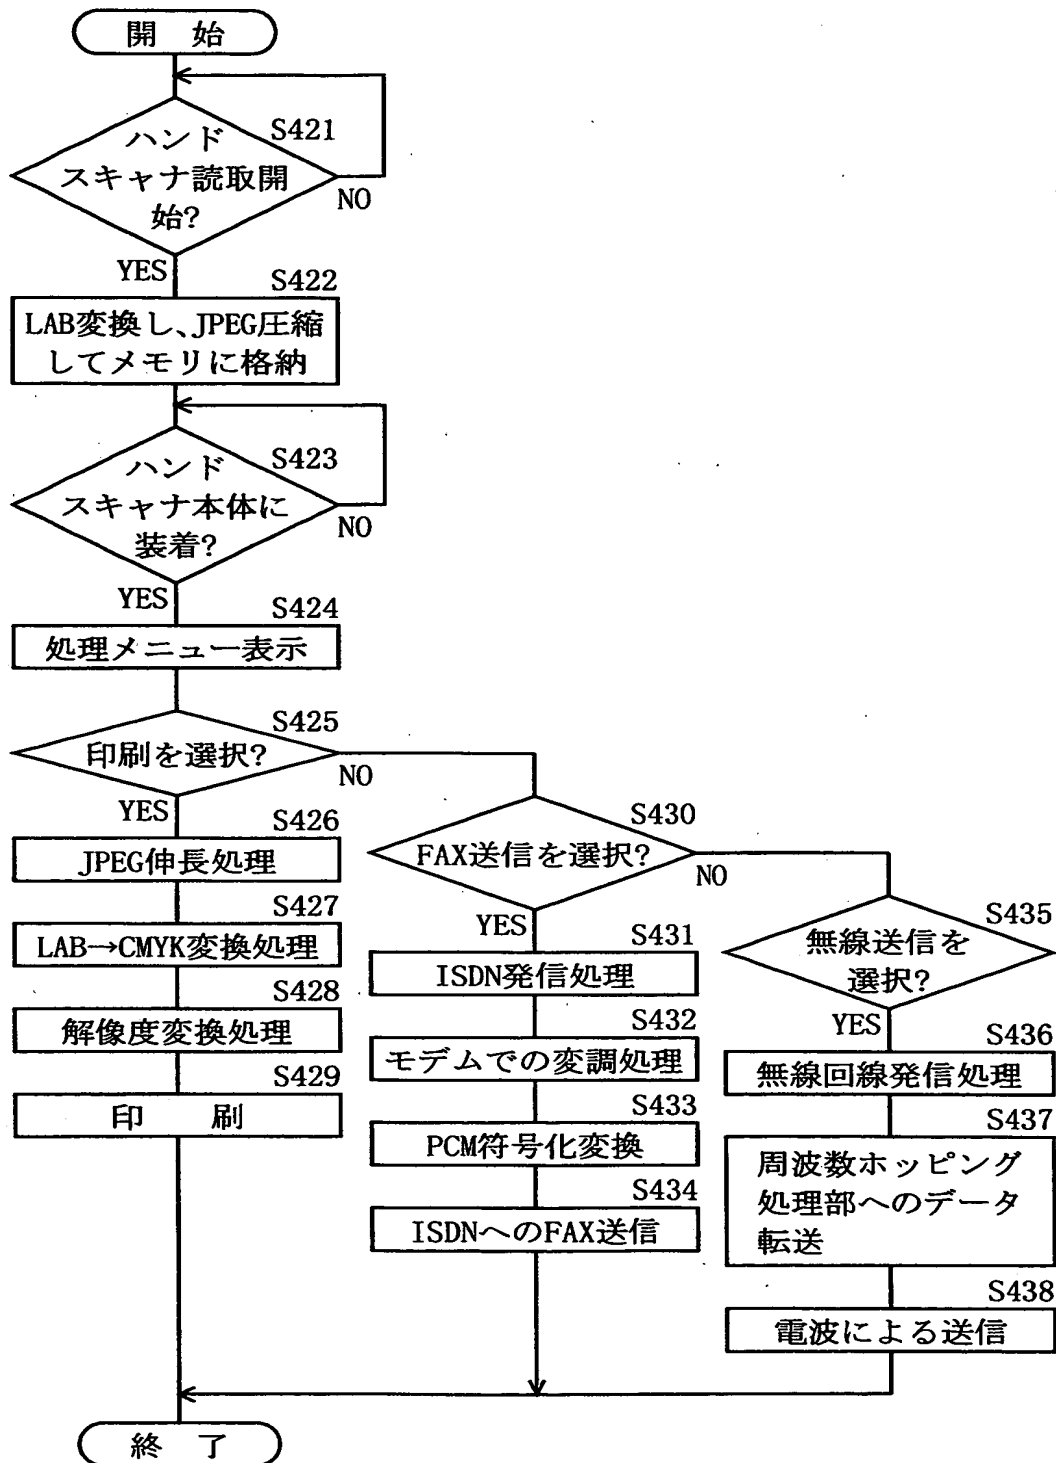 開 始
S421
ハンド
スキャナ読取開
始?
NO
YES
S422
LAB変換し、JPEG圧縮
してメモリに格納
S423
ハンド
スキャナ本体に
装着?
NO
YES
S424
処理メニュー表示
S425
印刷を選択?
NO
YES
S426
JPEG伸長処理
S427
LAB→CMYK変換処理
S428
解像度変換処理
S429
印 刷
S430
FAX送信を選択?
NO
YES
S431
ISDN発信処理
S432
モデムでの変調処理
S433
PCM符号化変換
S434
ISDNへのFAX送信
S435
無線送信を
選択?
YES
S436
無線回線発信処理
S437
周波数ホッピング
処理部へのデータ
転送
S438
電波による送信
終 了